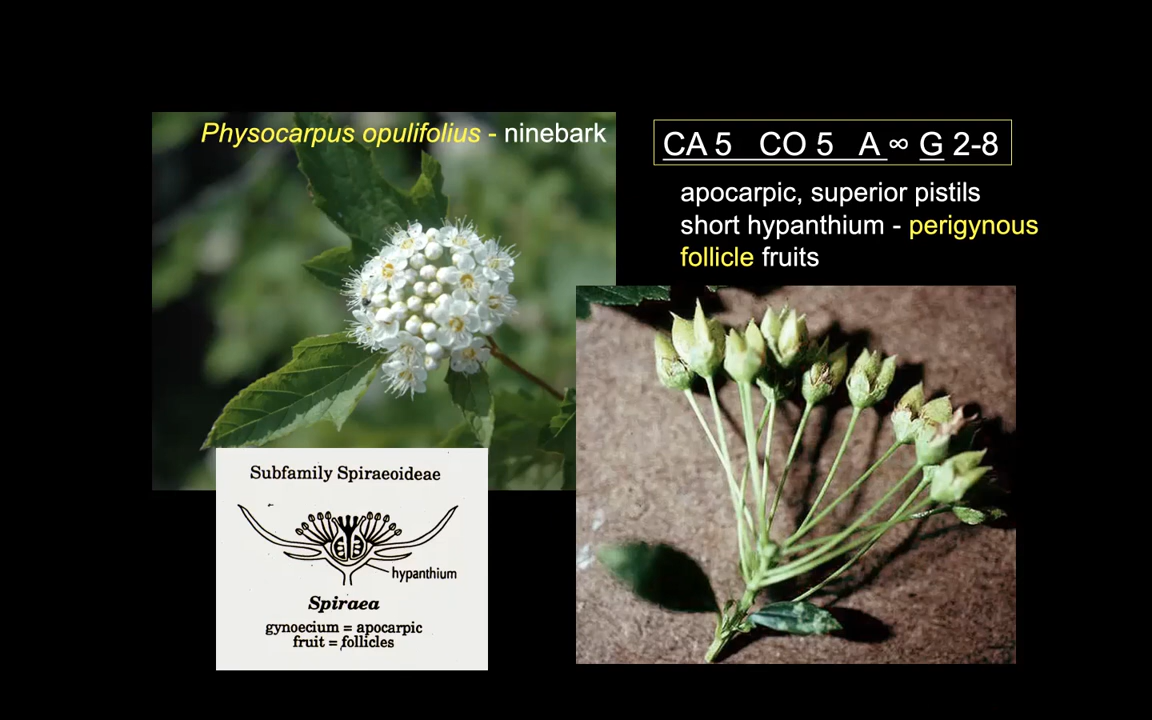 Physocarpus opulifolius - ninebark
CA 5 CO 5 A ∞ G 2-8
apocarpic, superior pistils
short hypanthium - perigynous
follicle fruits
Subfamily Spiraeoideae
hypanthium
Spiraea
gynoecium = apocarpic
fruit = follicles